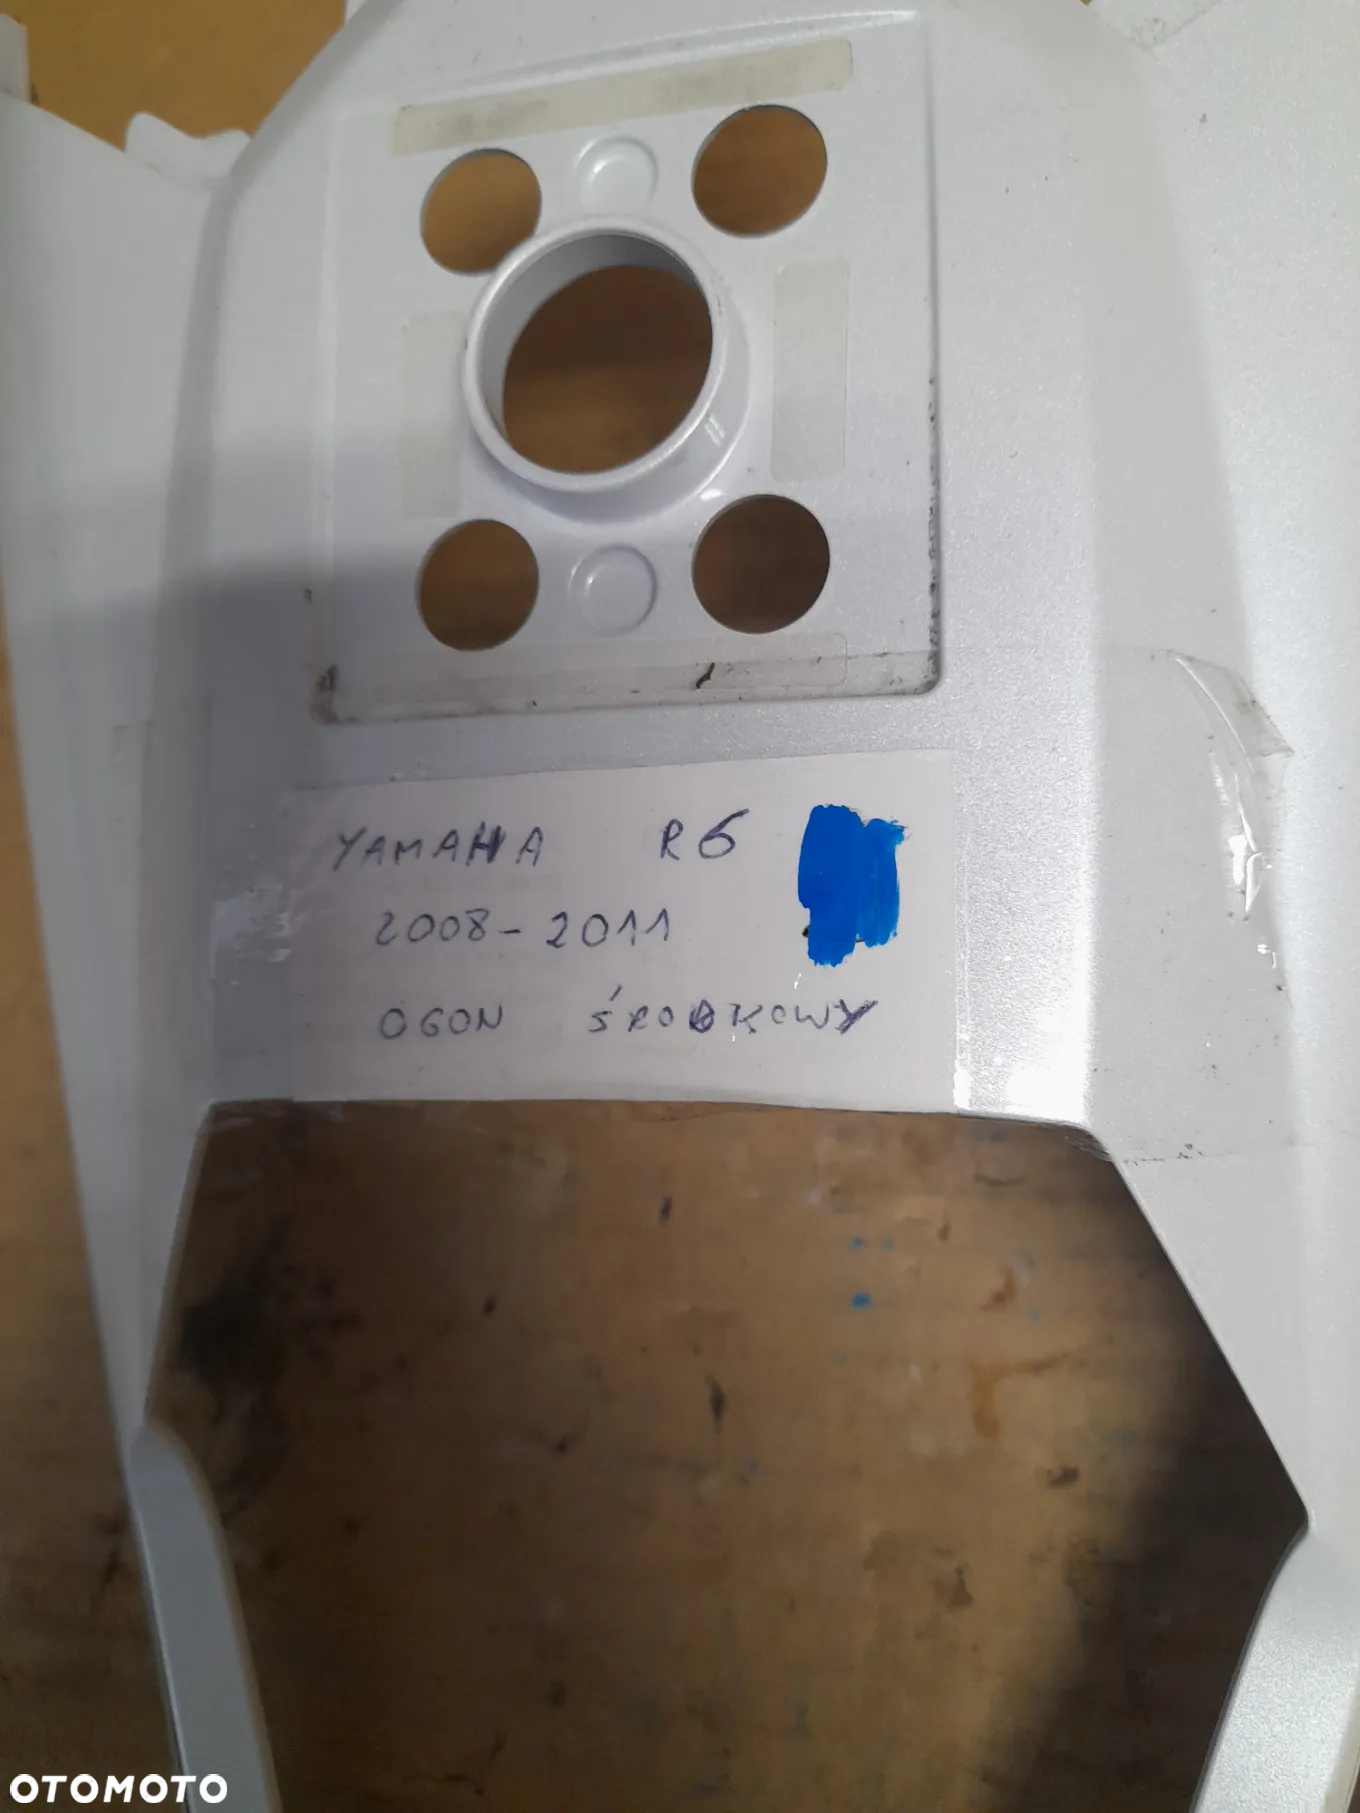 YAMAHA R6
2008-2011
OGON ŚRODKOWY
OTOMOTO